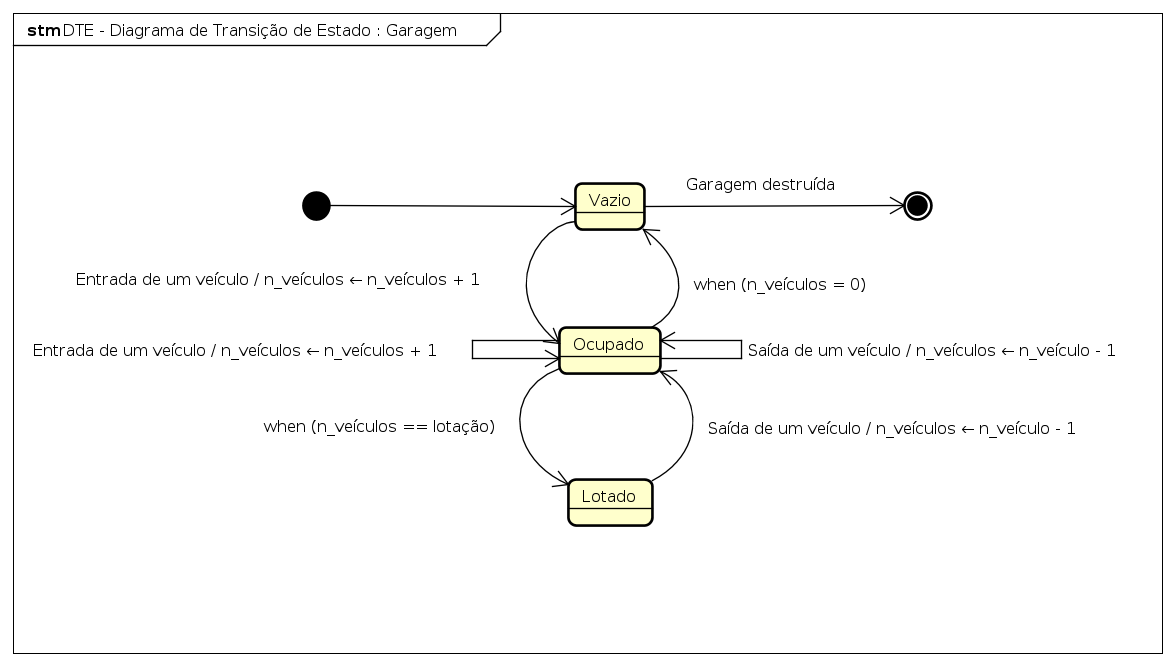 stm DTE - Diagrama de Transição de Estado : Garagem
Garagem destruída
Vazio
Entrada de um veículo / n_veículos ← n_veículos + 1
when (n_veículos = 0)
Ocupado
Entrada de um veículo / n_veículos ← n_veículos + 1
Saída de um veículo / n_veículos ← n_veículo - 1
when (n_veículos == lotação)
Saída de um veículo / n_veículos ← n_veículo - 1
Lotado